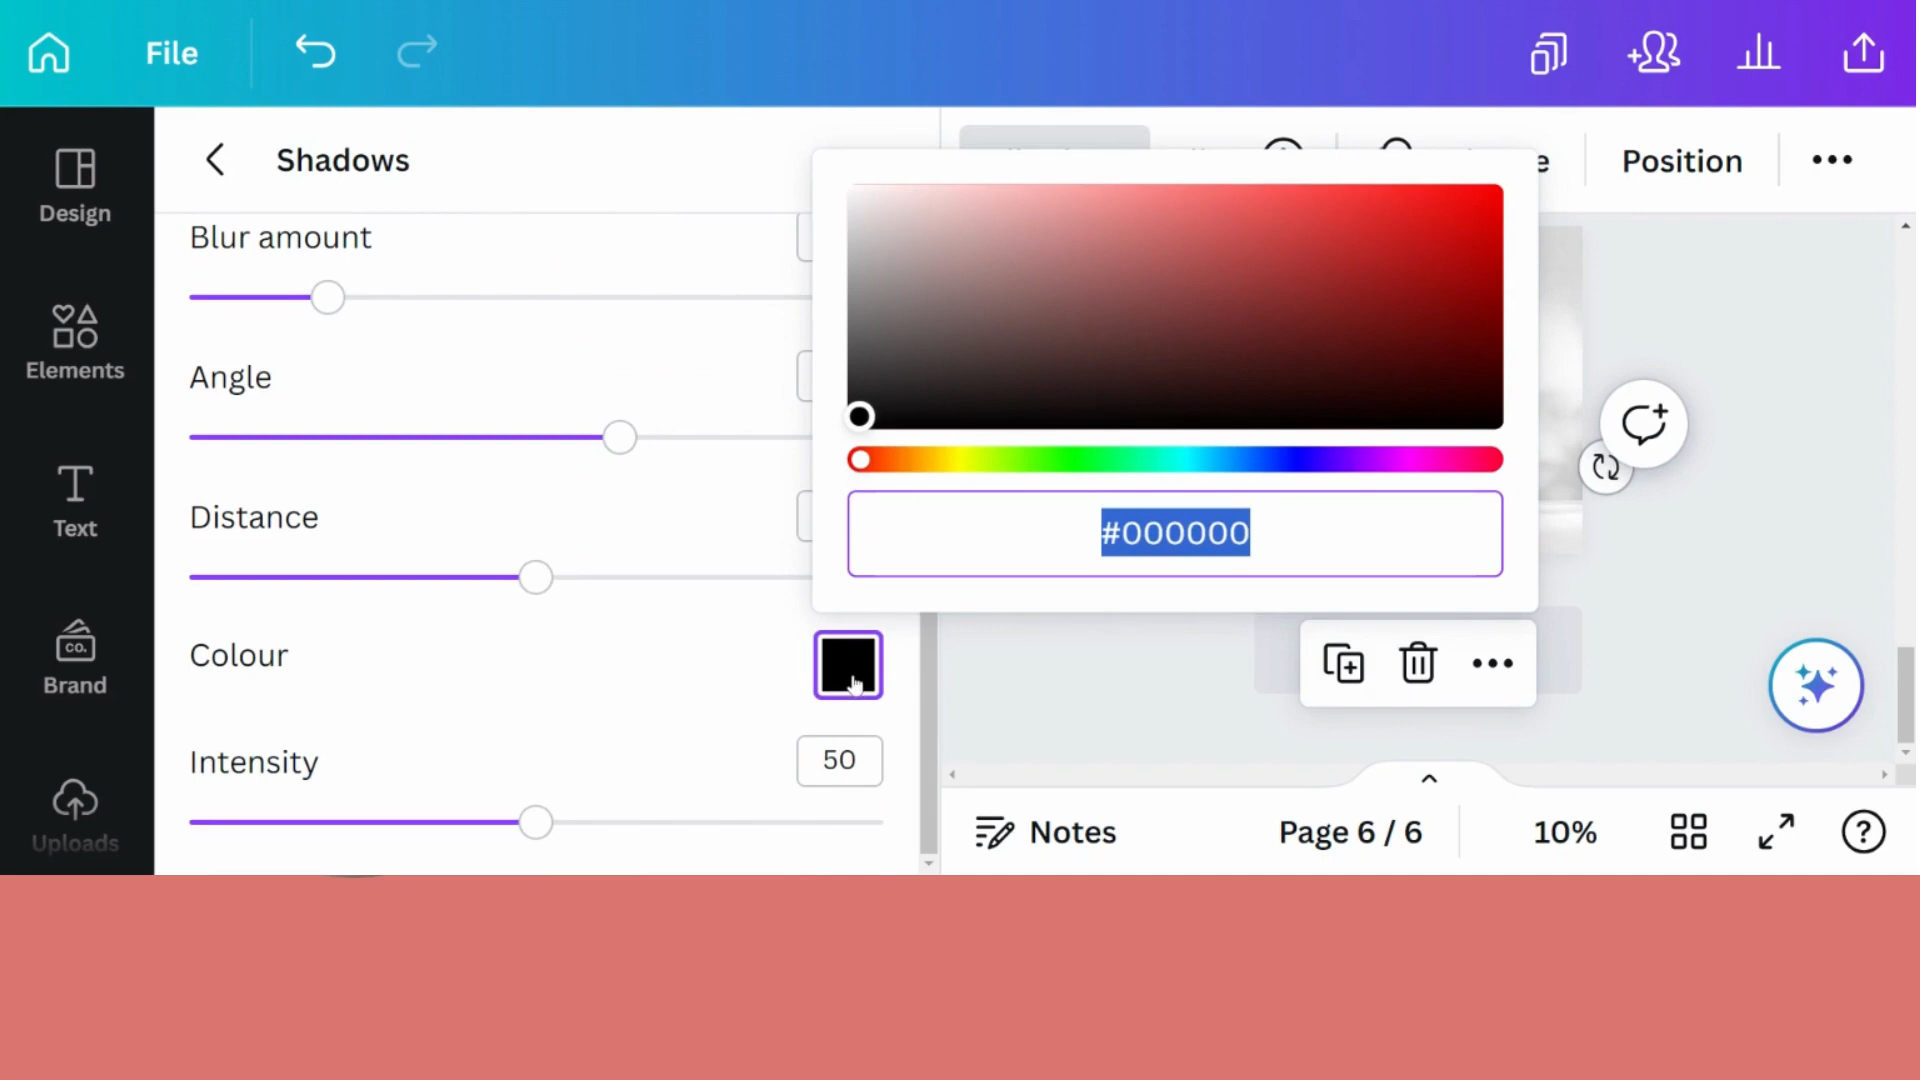 File
Design
Elements
Text
CO.
Brand
Uploads
Shadows
Blur amount
Angle
Distance
Colour
Intensity
50
#000000
Position
Notes
Page 6 / 6
10%
?